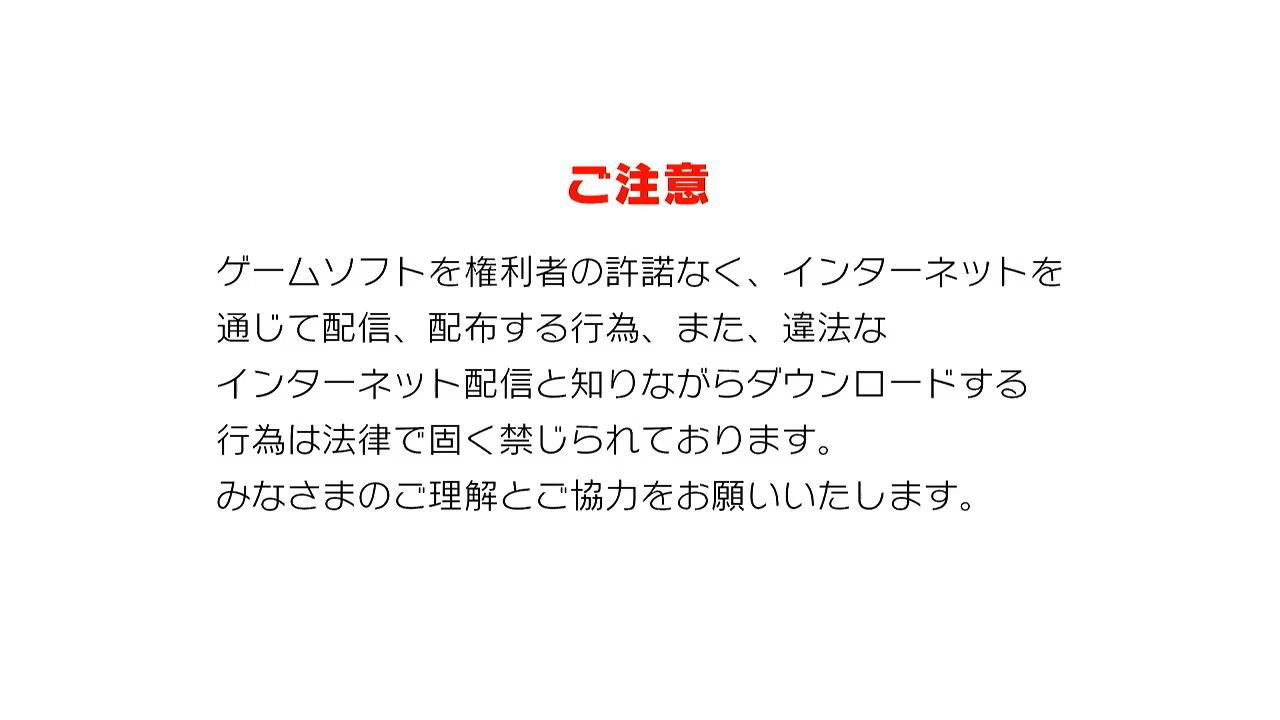 ご注意
ゲームソフトを権利者の許諾なく、インターネットを
通じて配信、配布する行為、また、違法な
インターネット配信と知りながらダウンロードする
行為は法律で固く禁じられております。
みなさまのご理解とご協力をお願いいたします。